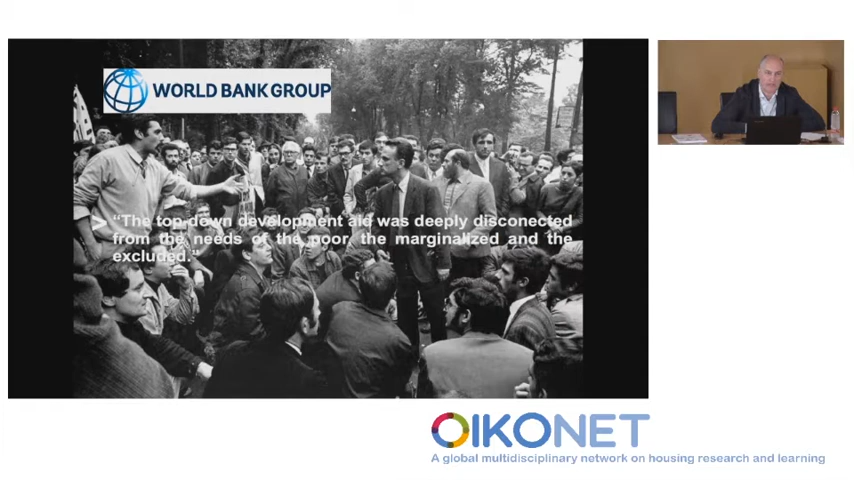 WORLD BANK GROUP
> “The top-down development aid was deeply disconected
from the needs of the poor, the marginalized and the
excluded.”
OIKONET
A global multidisciplinary network on housing research and learning